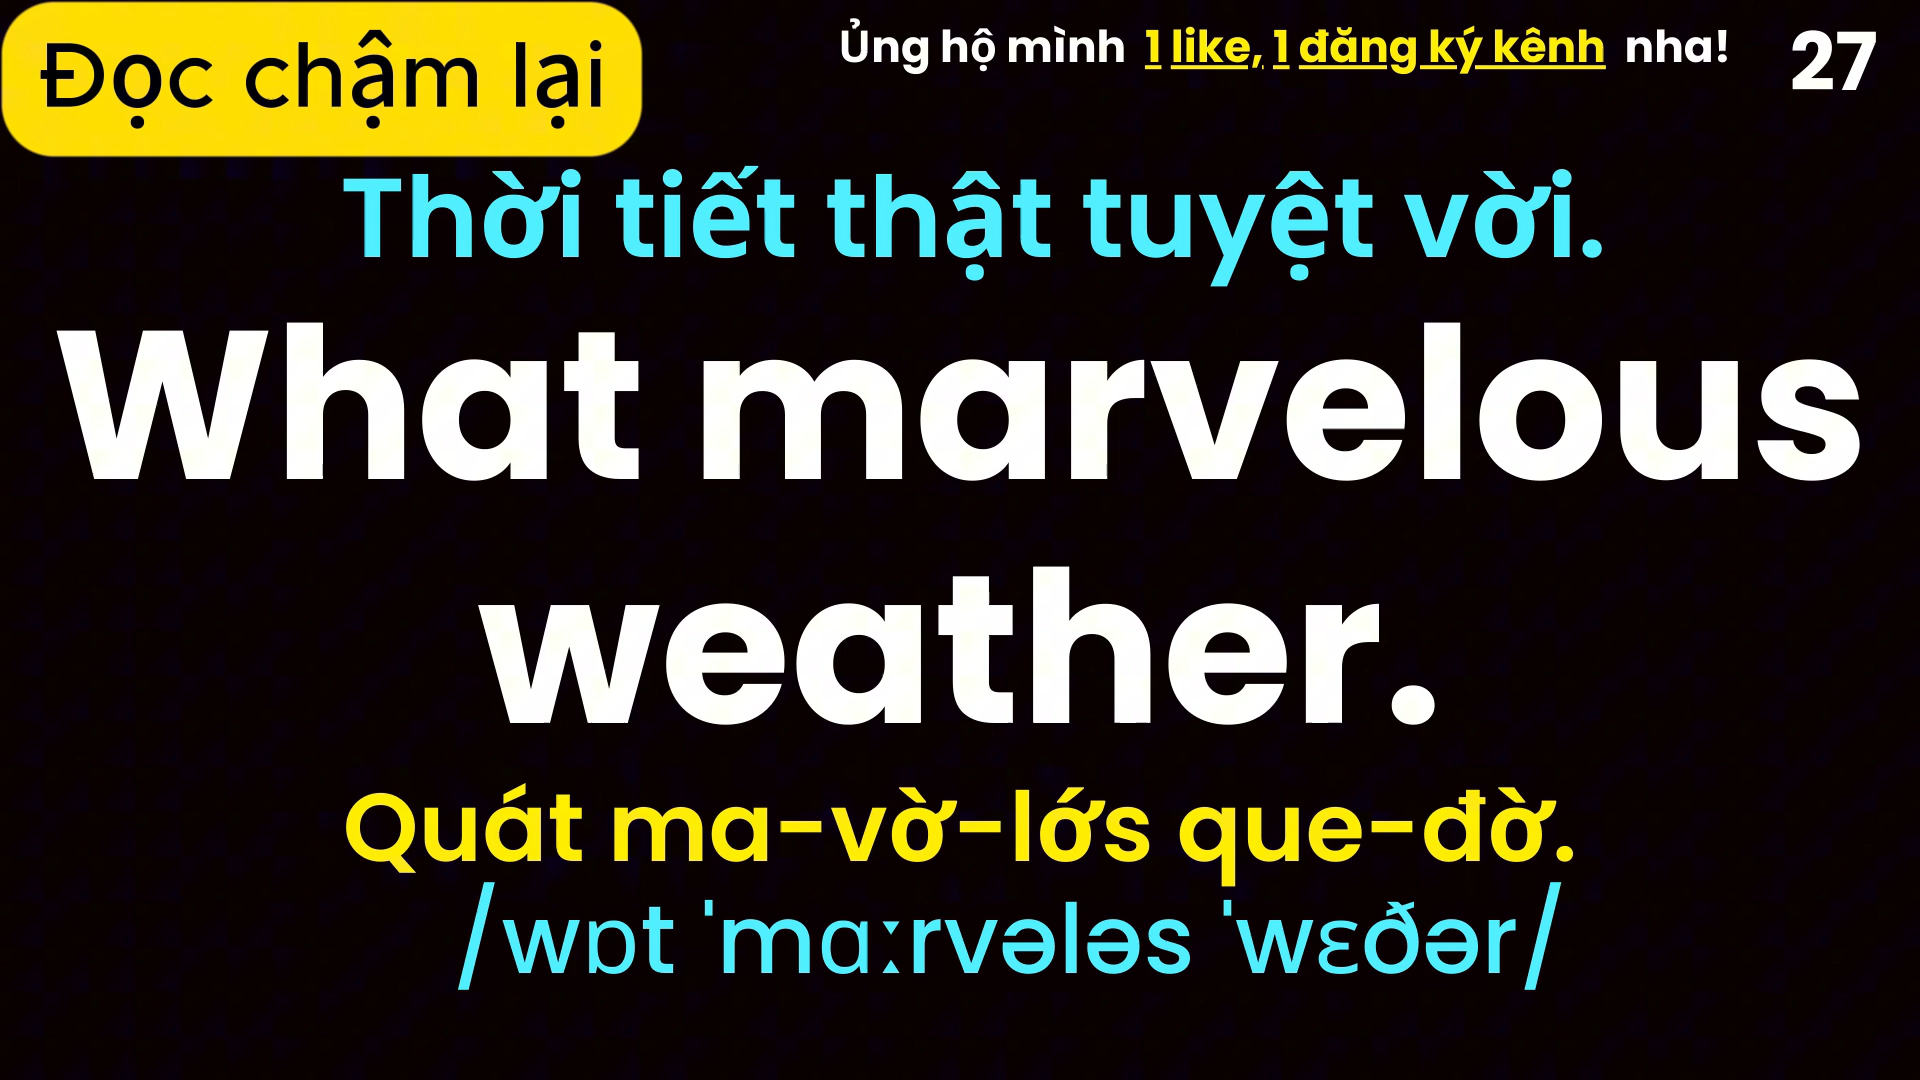 Đọc chậm lại
Ủng hộ mình 1 like, 1 đăng ký kênh nha!
27
Thời tiết thật tuyệt vời.
What marvelous
weather.
Quát ma-vờ-lớs que-đờ.
/wɒt ˈmɑːrvələs ˈwɛðər/